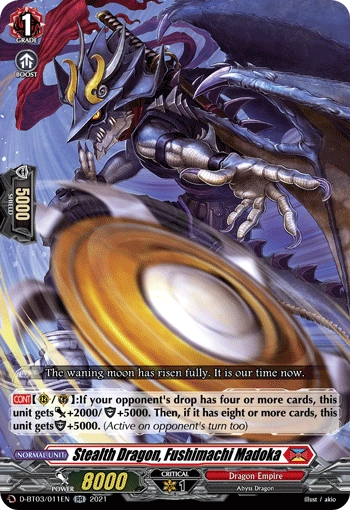 1
GRADE
BOOST
5000
SHIELD
The waning moon has risen fully. It is our time now.
CONT【/】:If your opponent's drop has four or more cards, this
unit gets +2000/ +5000. Then, if it has eight or more cards, this
unit gets +5000. (Active on opponent's turn too)
NORMAL UNIT
Stealth Dragon, Fushimachi Madoka
POWER 8000
CRITICAL
1
Dragon Empire
Abyss Dragon
D-BT03/011EN RR 2021
Illust / akio